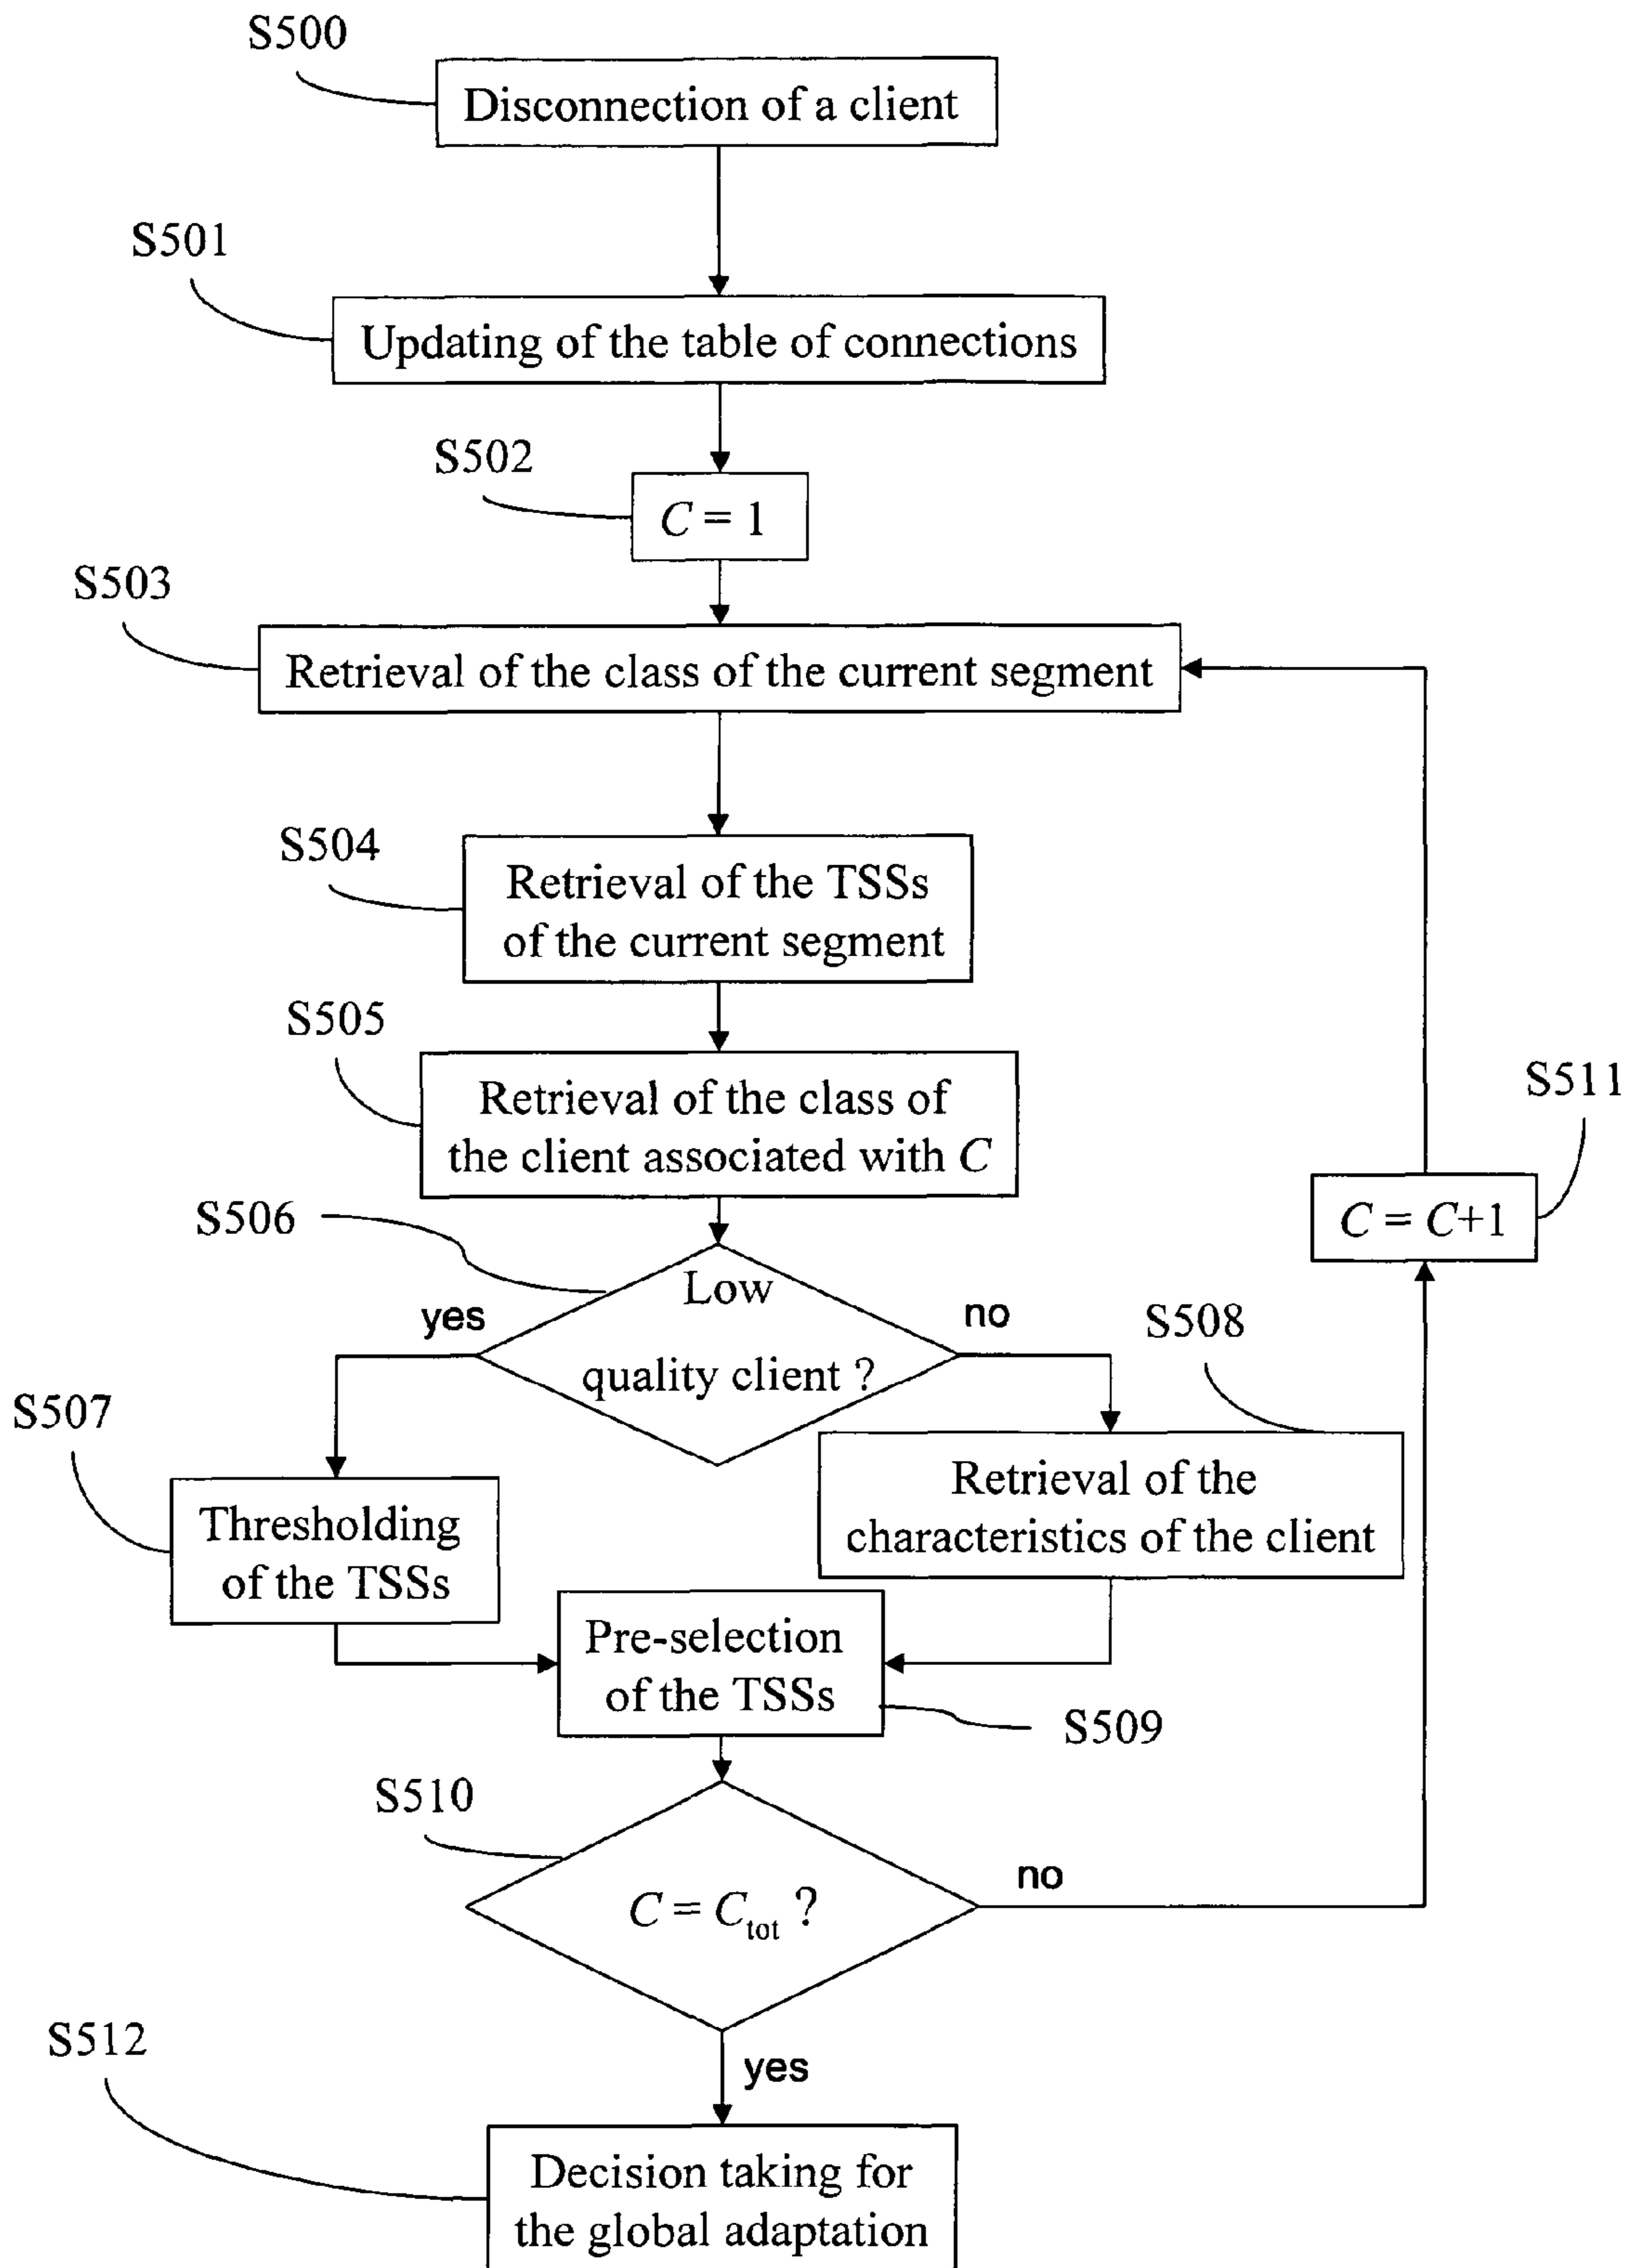 S500
Disconnection of a client
S501
Updating of the table of connections
S502
C = 1
S503
Retrieval of the class of the current segment
S504
Retrieval of the TSSs
of the current segment
S505
Retrieval of the class of
the client associated with C
S511
C = C+1
S506
Low
quality client ?
yes
no
S508
Retrieval of the
characteristics of the client
S507
Thresholding
of the TSSs
Pre-selection
of the TSSs
S509
S510
C = Ctot ?
no
yes
S512
Decision taking for
the global adaptation